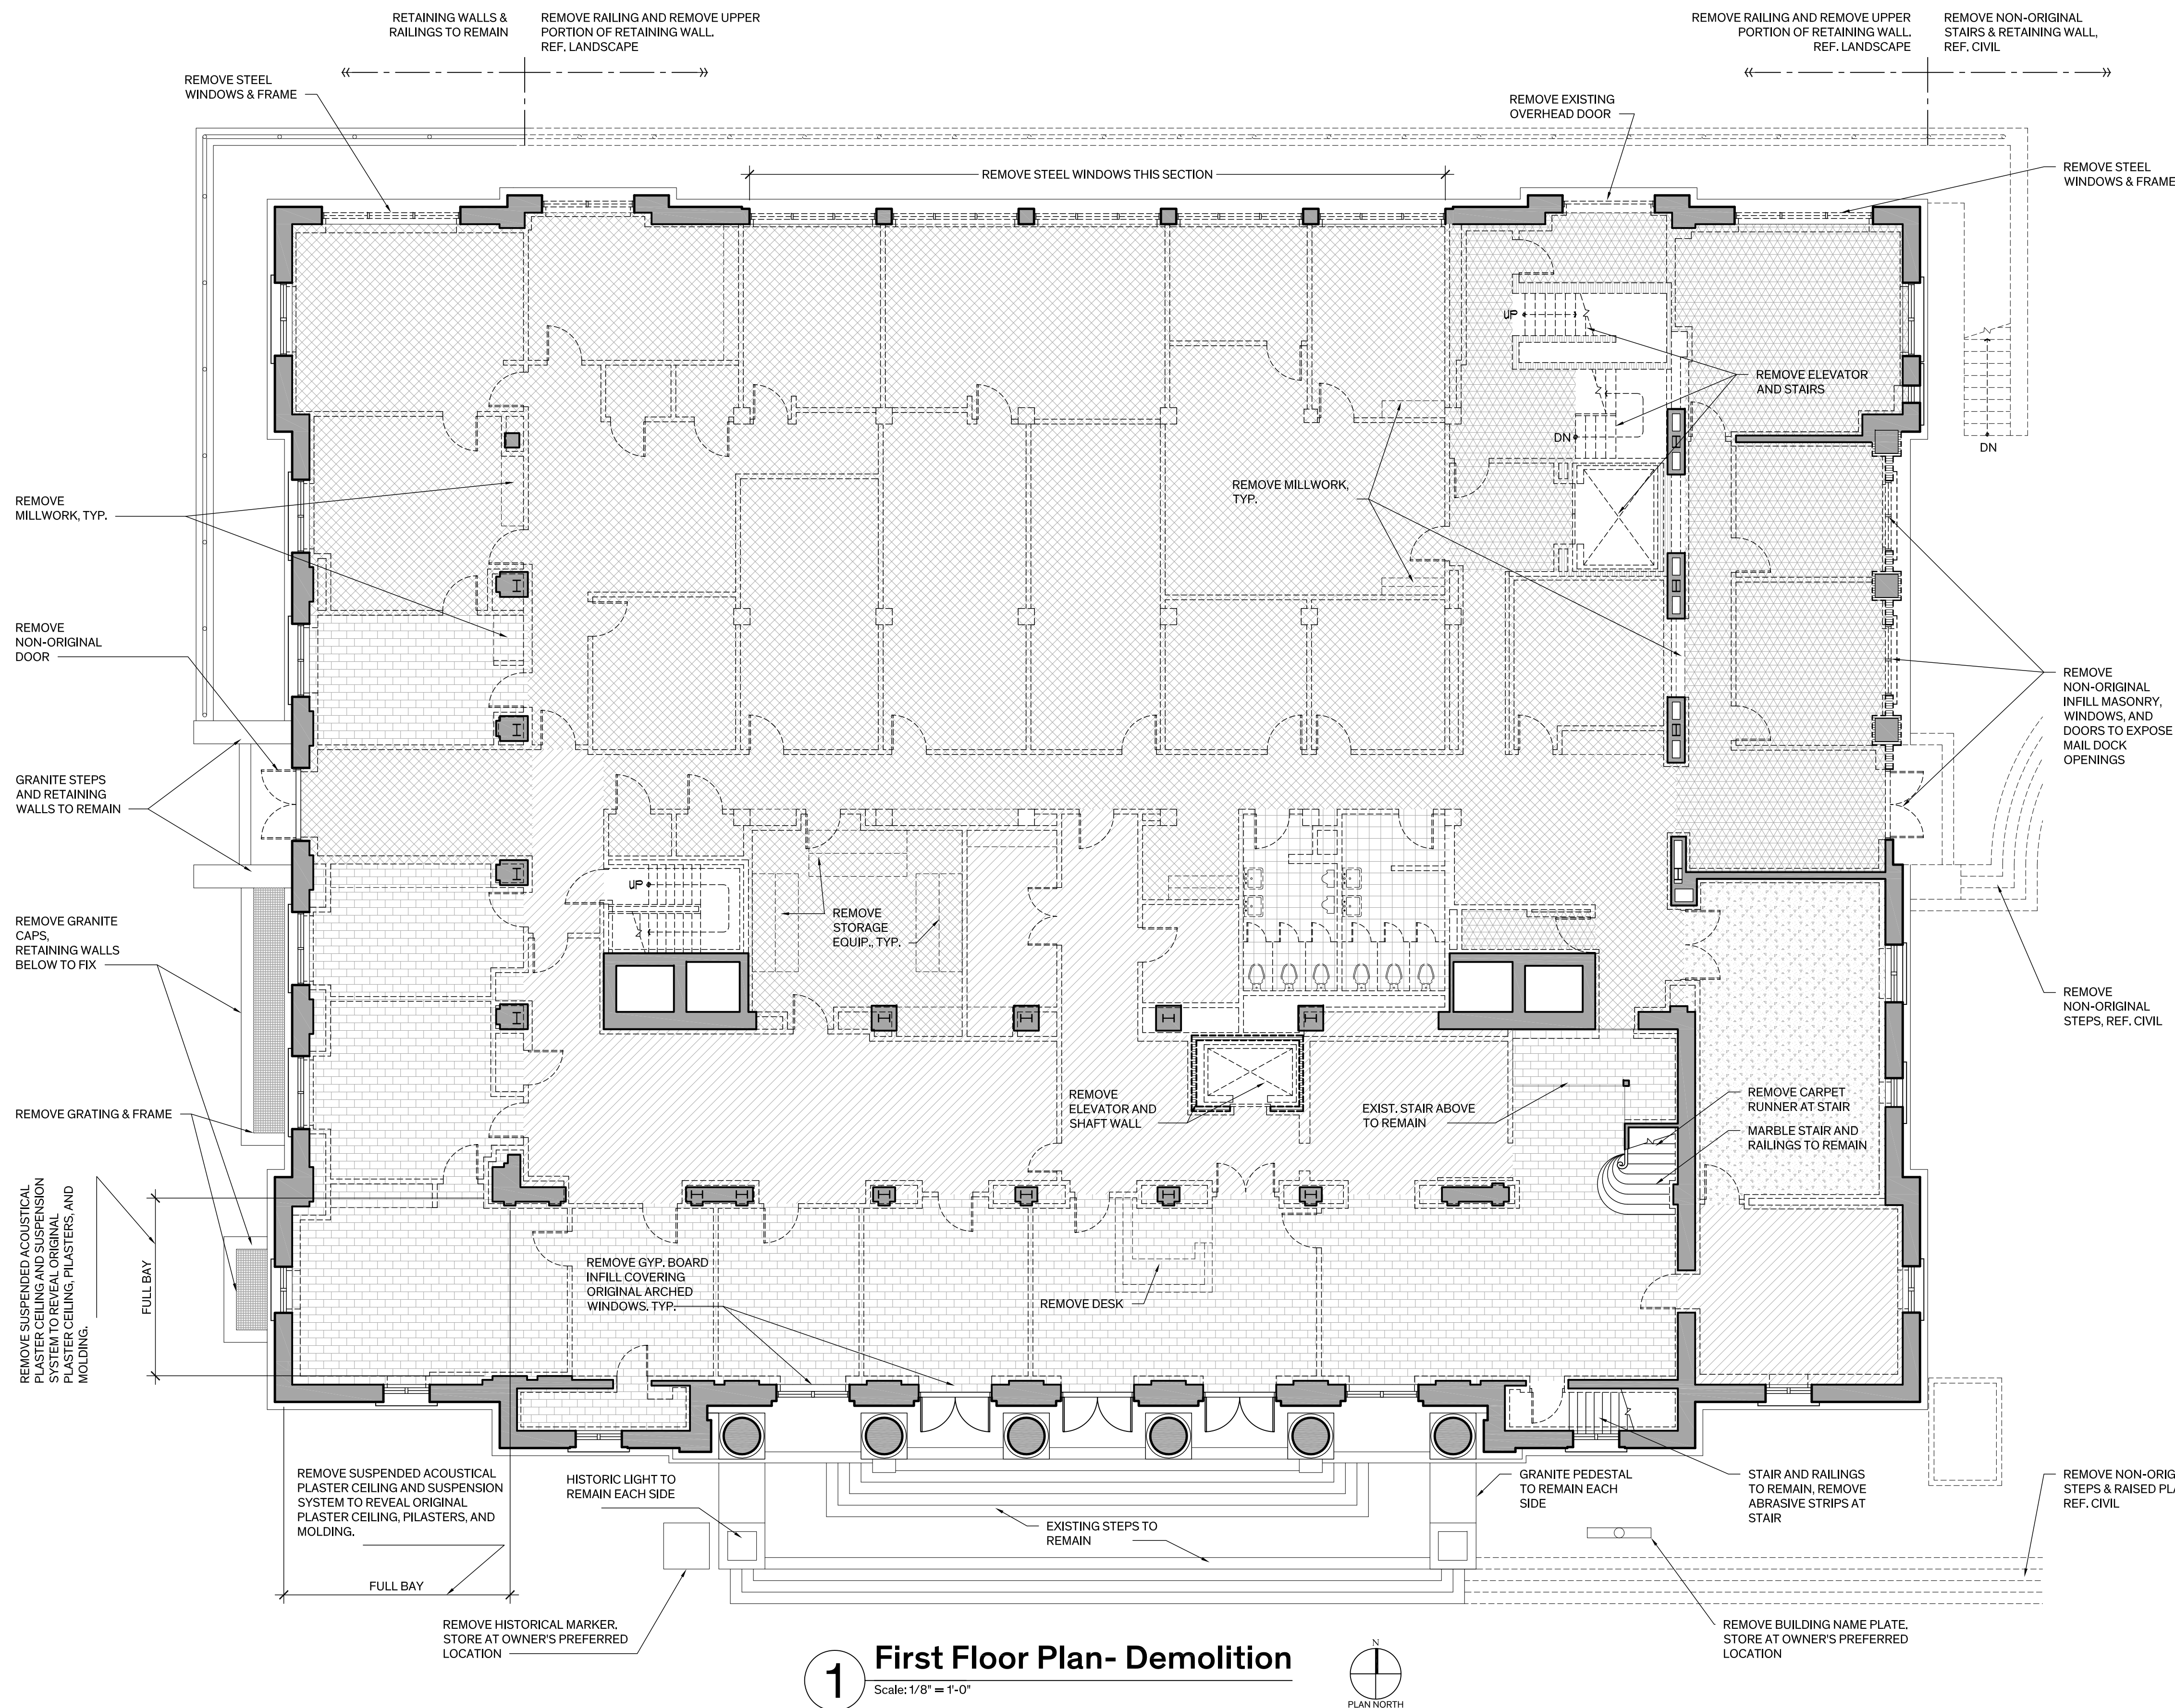 RETAINING WALLS &
RAILINGS TO REMAIN
REMOVE RAILING AND REMOVE UPPER
PORTION OF RETAINING WALL.
REF. LANDSCAPE
REMOVE RAILING AND REMOVE UPPER
PORTION OF RETAINING WALL.
REF. LANDSCAPE
REMOVE NON-ORIGINAL
STAIRS & RETAINING WALL,
REF. CIVIL
REMOVE STEEL
WINDOWS & FRAME
REMOVE EXISTING
OVERHEAD DOOR
REMOVE STEEL WINDOWS THIS SECTION
REMOVE STEEL
WINDOWS & FRAME
UP
REMOVE ELEVATOR
AND STAIRS
DN
DN
REMOVE
MILLWORK, TYP.
REMOVE MILLWORK,
TYP.
REMOVE
NON-ORIGINAL
DOOR
REMOVE
NON-ORIGINAL
INFILL MASONRY,
WINDOWS, AND
DOORS TO EXPOSE
MAIL DOCK
OPENINGS
GRANITE STEPS
AND RETAINING
WALLS TO REMAIN
UP
REMOVE
STORAGE
EQUIP., TYP.
REMOVE GRANITE
CAPS,
RETAINING WALLS
BELOW TO FIX
REMOVE
NON-ORIGINAL
STEPS, REF. CIVIL
REMOVE GRATING & FRAME
REMOVE
ELEVATOR AND
SHAFT WALL
EXIST. STAIR ABOVE
TO REMAIN
REMOVE CARPET
RUNNER AT STAIR
MARBLE STAIR AND
RAILINGS TO REMAIN
REMOVE SUSPENDED ACOUSTICAL
PLASTER CEILING AND SUSPENSION
SYSTEM TO REVEAL ORIGINAL
PLASTER CEILING, PILASTERS, AND
MOLDING.
FULL BAY
REMOVE GYP. BOARD
INFILL COVERING
ORIGINAL ARCHED
WINDOWS. TYP.
REMOVE DESK
REMOVE SUSPENDED ACOUSTICAL
PLASTER CEILING AND SUSPENSION
SYSTEM TO REVEAL ORIGINAL
PLASTER CEILING, PILASTERS, AND
MOLDING.
FULL BAY
HISTORIC LIGHT TO
REMAIN EACH SIDE
EXISTING STEPS TO
REMAIN
GRANITE PEDESTAL
TO REMAIN EACH
SIDE
STAIR AND RAILINGS
TO REMAIN, REMOVE
ABRASIVE STRIPS AT
STAIR
REMOVE NON-ORIG
STEPS & RAISED PLA
REF. CIVIL
REMOVE HISTORICAL MARKER,
STORE AT OWNER'S PREFERRED
LOCATION
REMOVE BUILDING NAME PLATE,
STORE AT OWNER'S PREFERRED
LOCATION
1
First Floor Plan- Demolition
Scale: 1/8" = 1'-0"
N
PLAN NORTH